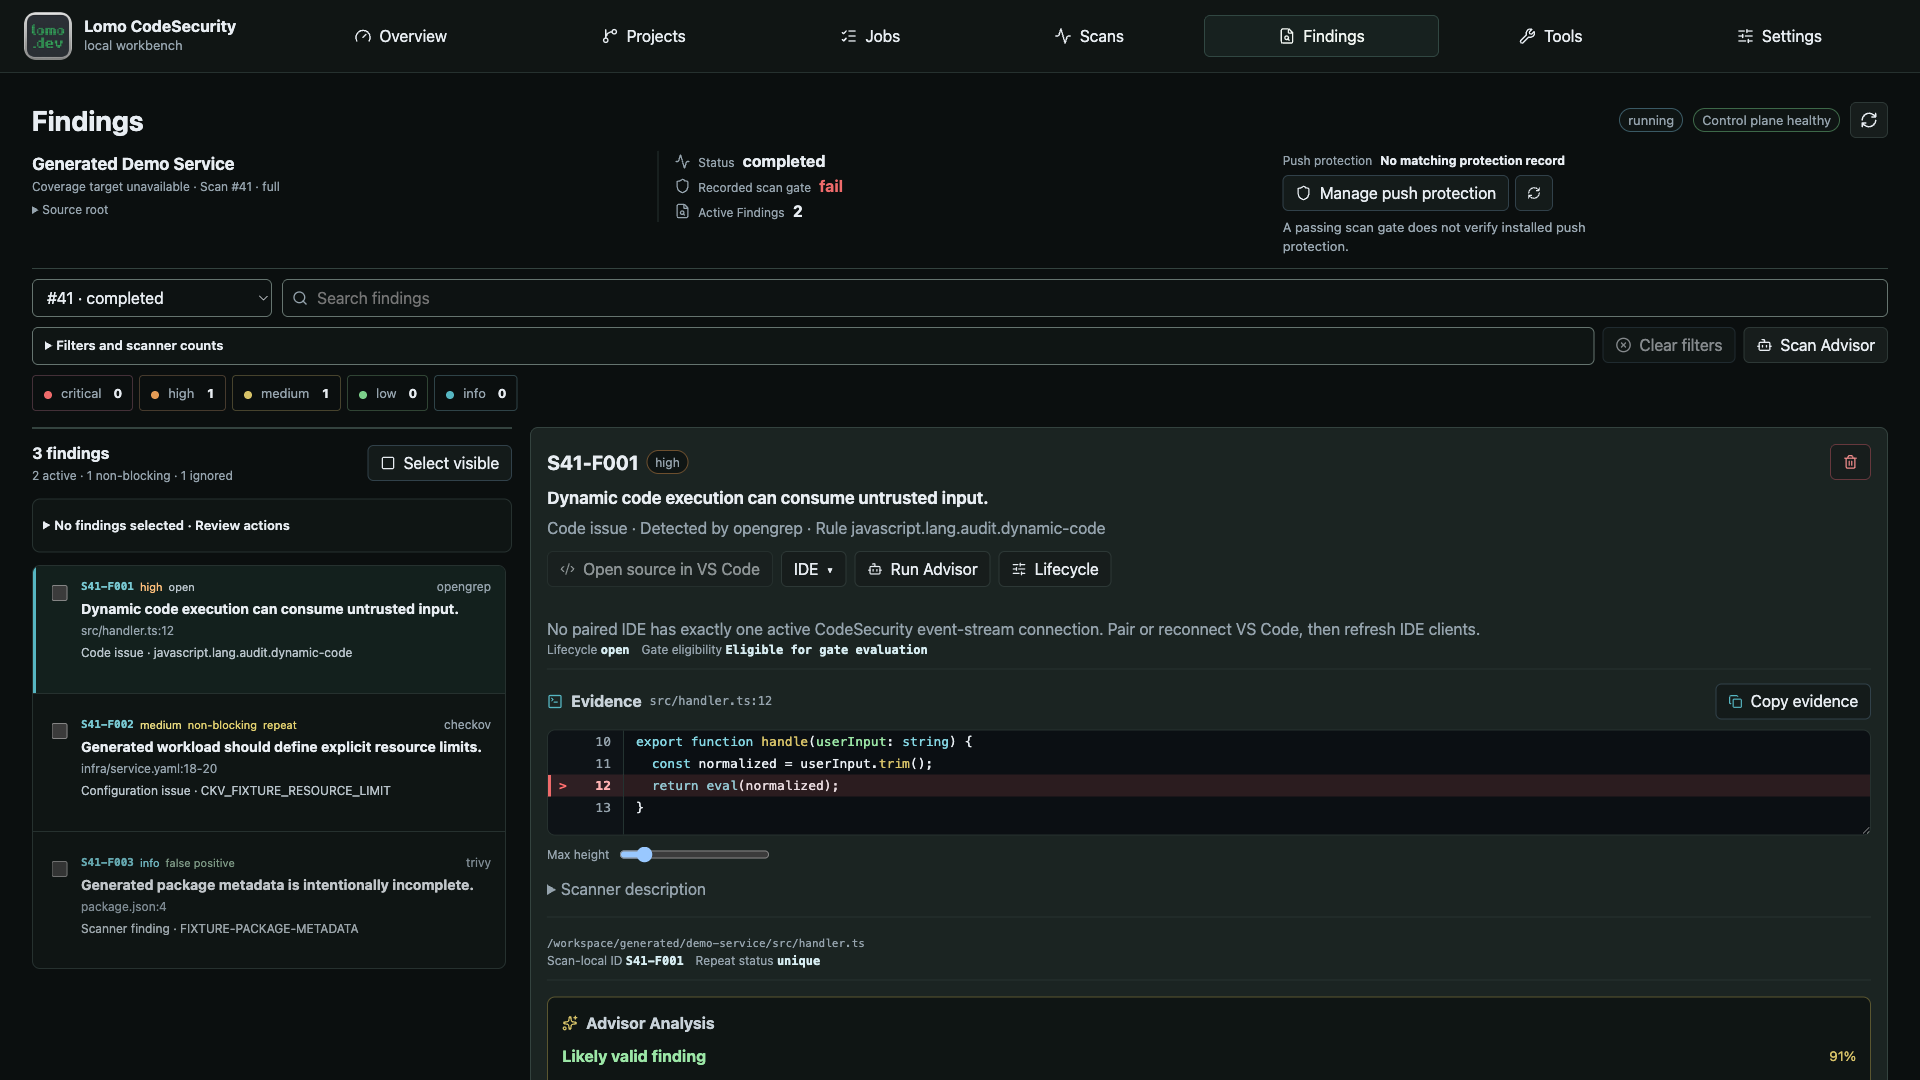 lomo
.dev
Lomo CodeSecurity
local workbench
Overview
Projects
Jobs
Scans
Findings
Tools
Settings
Findings
running
Control plane healthy
Generated Demo Service
Coverage target unavailable · Scan #41 · full
Source root
Status completed
Recorded scan gate fail
Active Findings 2
Push protection No matching protection record
Manage push protection
A passing scan gate does not verify installed push
protection.
#41 · completed
Search findings
Filters and scanner counts
Clear filters
Scan Advisor
critical 0
high 1
medium 1
low 0
info 0
3 findings
2 active · 1 non-blocking · 1 ignored
Select visible
No findings selected · Review actions
S41-F001 high open opengrep
Dynamic code execution can consume untrusted input.
src/handler.ts:12
Code issue · javascript.lang.audit.dynamic-code
S41-F002 medium non-blocking repeat checkov
Generated workload should define explicit resource limits.
infra/service.yaml:18-20
Configuration issue · CKV_FIXTURE_RESOURCE_LIMIT
S41-F003 info false positive trivy
Generated package metadata is intentionally incomplete.
package.json:4
Scanner finding · FIXTURE-PACKAGE-METADATA
S41-F001 high
Dynamic code execution can consume untrusted input.
Code issue · Detected by opengrep · Rule javascript.lang.audit.dynamic-code
Open source in VS Code
IDE
Run Advisor
Lifecycle
No paired IDE has exactly one active CodeSecurity event-stream connection. Pair or reconnect VS Code, then refresh IDE clients.
Lifecycle open Gate eligibility Eligible for gate evaluation
Evidence src/handler.ts:12
Copy evidence
10 export function handle(userInput: string) {
11 const normalized = userInput.trim();
> 12 return eval(normalized);
13 }
Max height
Scanner description
/workspace/generated/demo-service/src/handler.ts
Scan-local ID S41-F001 Repeat status unique
Advisor Analysis
Likely valid finding 91%